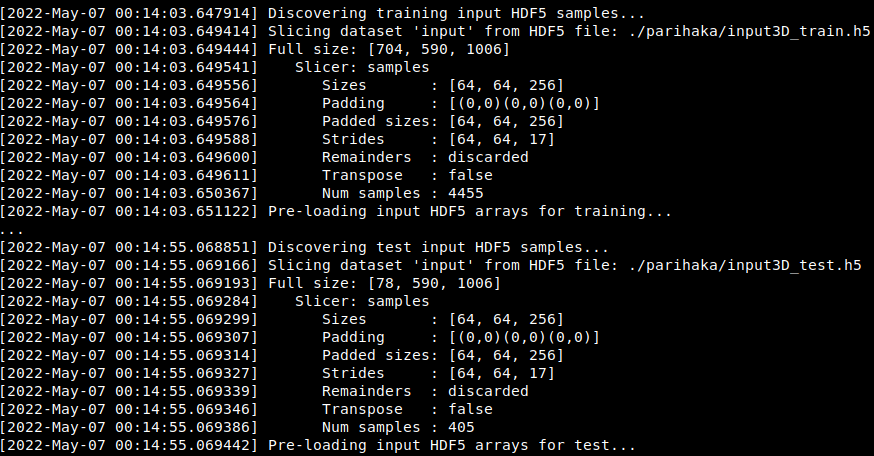 [2022-May-07 00:14:03.647914] Discovering training input HDF5 samples...
[2022-May-07 00:14:03.649414] Slicing dataset 'input' from HDF5 file: ./parihaka/input3D_train.h5
[2022-May-07 00:14:03.649444] Full size: [704, 590, 1006]
[2022-May-07 00:14:03.649541]    Slicer: samples
[2022-May-07 00:14:03.649556]       Sizes       : [64, 64, 256]
[2022-May-07 00:14:03.649564]       Padding     : [(0,0)(0,0)(0,0)]
[2022-May-07 00:14:03.649576]       Padded sizes: [64, 64, 256]
[2022-May-07 00:14:03.649588]       Strides     : [64, 64, 17]
[2022-May-07 00:14:03.649600]       Remainders  : discarded
[2022-May-07 00:14:03.649611]       Transpose   : false
[2022-May-07 00:14:03.650367]       Num samples : 4455
[2022-May-07 00:14:03.651122] Pre-loading input HDF5 arrays for training...
...
[2022-May-07 00:14:55.068851] Discovering test input HDF5 samples...
[2022-May-07 00:14:55.069166] Slicing dataset 'input' from HDF5 file: ./parihaka/input3D_test.h5
[2022-May-07 00:14:55.069193] Full size: [78, 590, 1006]
[2022-May-07 00:14:55.069284]    Slicer: samples
[2022-May-07 00:14:55.069299]       Sizes       : [64, 64, 256]
[2022-May-07 00:14:55.069307]       Padding     : [(0,0)(0,0)(0,0)]
[2022-May-07 00:14:55.069314]       Padded sizes: [64, 64, 256]
[2022-May-07 00:14:55.069327]       Strides     : [64, 64, 17]
[2022-May-07 00:14:55.069339]       Remainders  : discarded
[2022-May-07 00:14:55.069346]       Transpose   : false
[2022-May-07 00:14:55.069386]       Num samples : 405
[2022-May-07 00:14:55.069442] Pre-loading input HDF5 arrays for test...